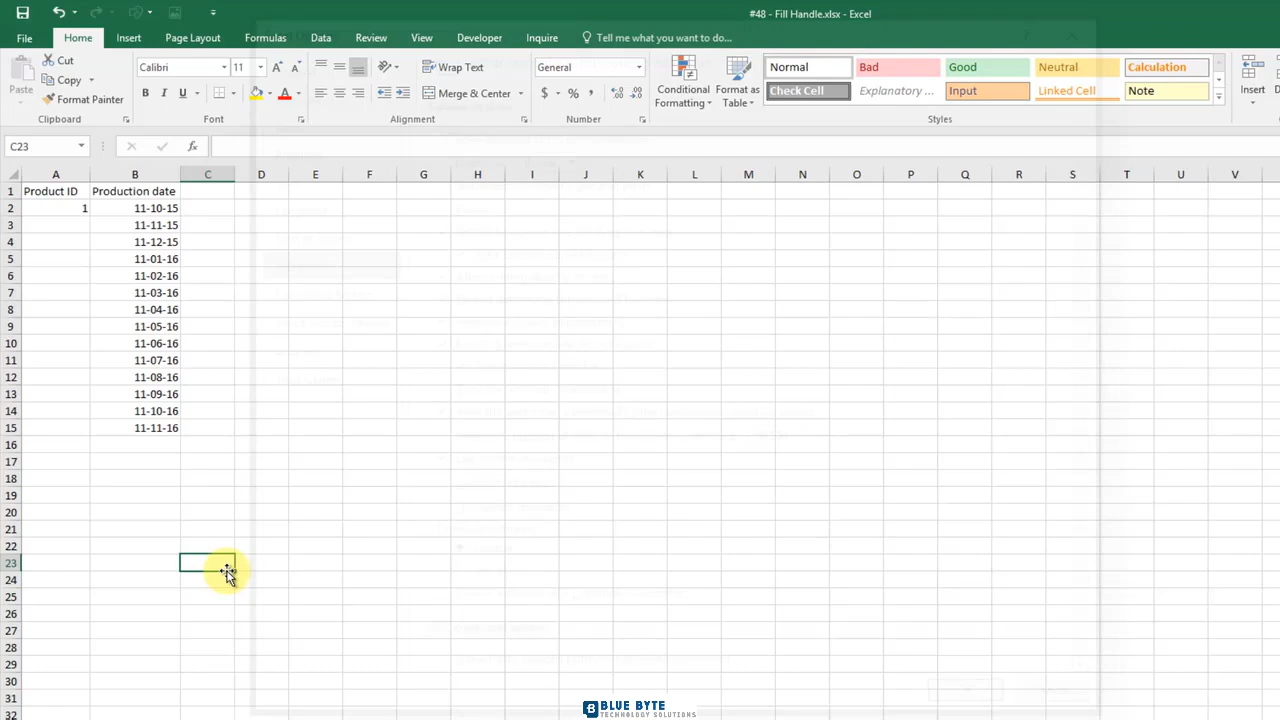 #48 - Fill Handle.xlsx - Excel
File Home Insert Page Layout Formulas Data Review View Developer Inquire Tell me what you want to do...
Paste
Cut
Copy
Format Painter
Clipboard
Calibri 11
B I U
Font
Wrap Text
Merge & Center
Alignment
General
$ % ,
Number
Conditional Formatting
Format as Table
Normal Bad Good Neutral Calculation
Check Cell Explanatory ... Input Linked Cell Note
Styles
Insert
C23 fx
A B C D E F G H I J K L M N O P Q R S T U V
1 Product ID Production date
2 1 11-10-15
3 11-11-15
4 11-12-15
5 11-01-16
6 11-02-16
7 11-03-16
8 11-04-16
9 11-05-16
10 11-06-16
11 11-07-16
12 11-08-16
13 11-09-16
14 11-10-16
15 11-11-16
16
17
18
19
20
21
22
23
24
25
26
27
28
29
30
31
32
BLUE BYTE
TECHNOLOGY SOLUTIONS